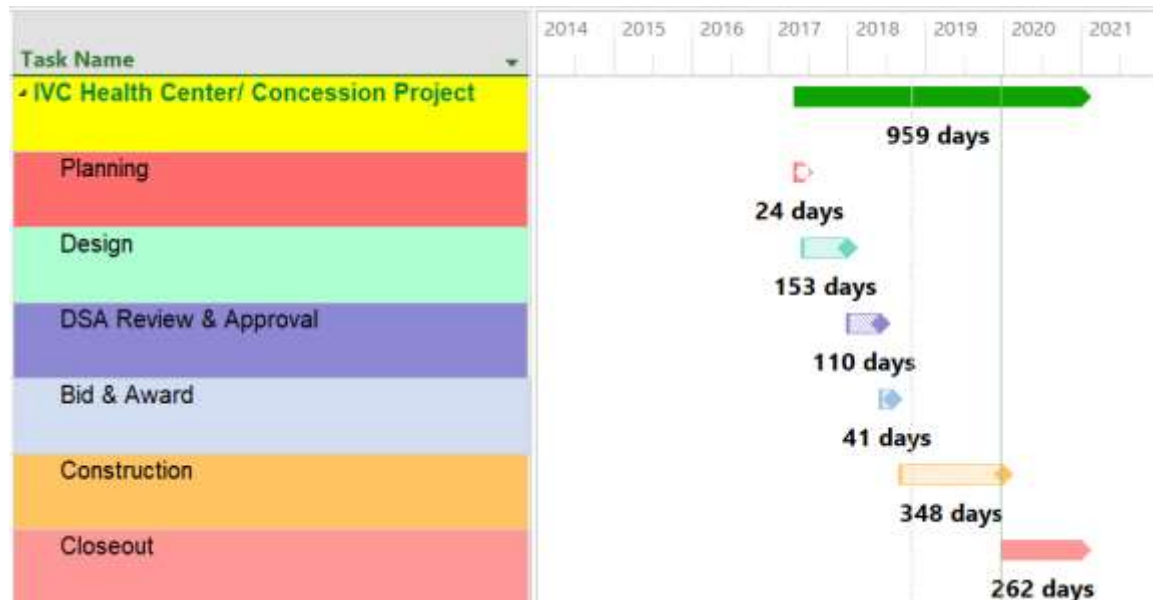 2014 2015 2016 2017 2018 2019 2020 2021
Task Name
IVC Health Center/ Concession Project
959 days
Planning
24 days
Design
153 days
DSA Review & Approval
110 days
Bid & Award
41 days
Construction
348 days
Closeout
262 days